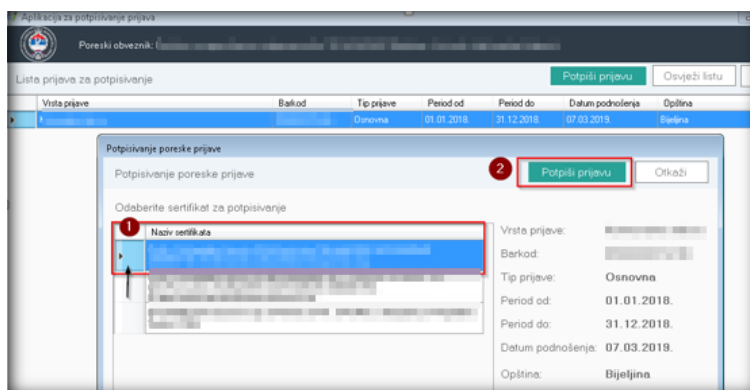 Aplikacija za potpisivanje prijava
Poreski obveznik:
Lista prijava za potpisivanje
Potpiši prijavu
Osvježi listu
Vrsta prijave Barkod Tip prijave Period od Period do Datum podnošenja Opština
Osnovna 01.01.2018. 31.12.2018. 07.03.2019. Bijeljina
Potpisivanje poreske prijave
Potpisivanje poreske prijave
2
Potpiši prijavu
Otkaži
Odaberite sertifikat za potpisivanje
1
Naziv sertifikata
Vrsta prijave:
Barkod:
Tip prijave: Osnovna
Period od: 01.01.2018.
Period do: 31.12.2018.
Datum podnošenja: 07.03.2019.
Opština: Bijeljina